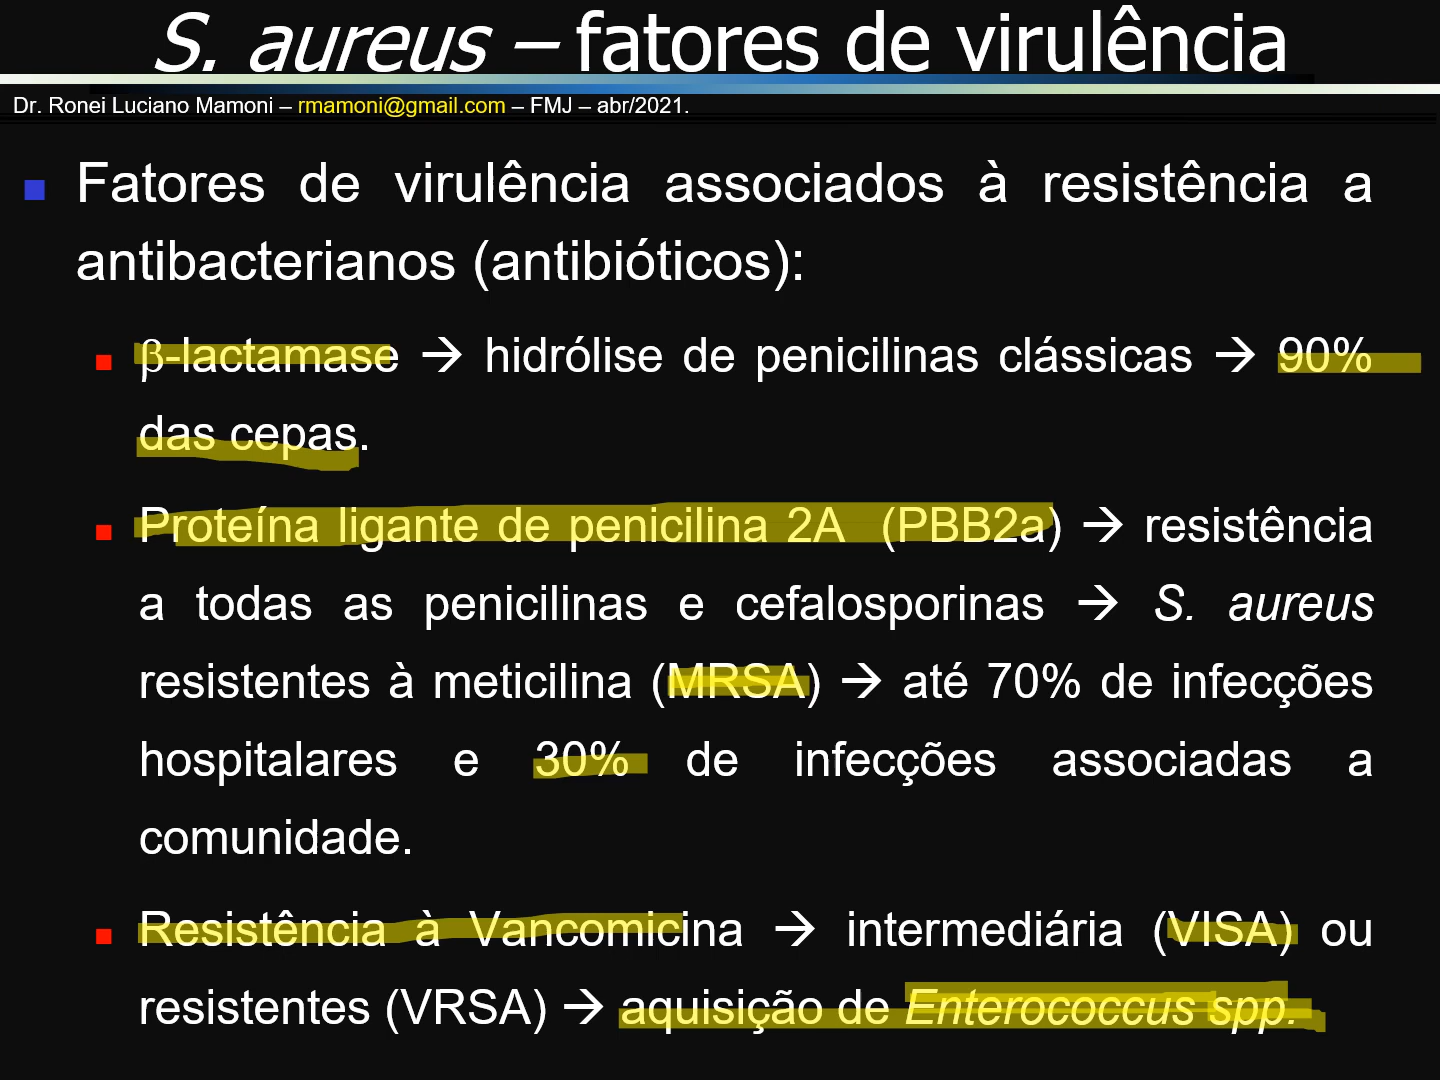 S. aureus – fatores de virulência
Dr. Ronei Luciano Mamoni – rmamoni@gmail.com – FMJ – abr/2021.
Fatores de virulência associados à resistência a
antibacterianos (antibióticos):
β-lactamase → hidrólise de penicilinas clássicas → 90%
das cepas.
Proteína ligante de penicilina 2A (PBB2a) → resistência
a todas as penicilinas e cefalosporinas → S. aureus
resistentes à meticilina (MRSA) → até 70% de infecções
hospitalares e 30% de infecções associadas a
comunidade.
Resistência à Vancomicina → intermediária (VISA) ou
resistentes (VRSA) → aquisição de Enterococcus spp.